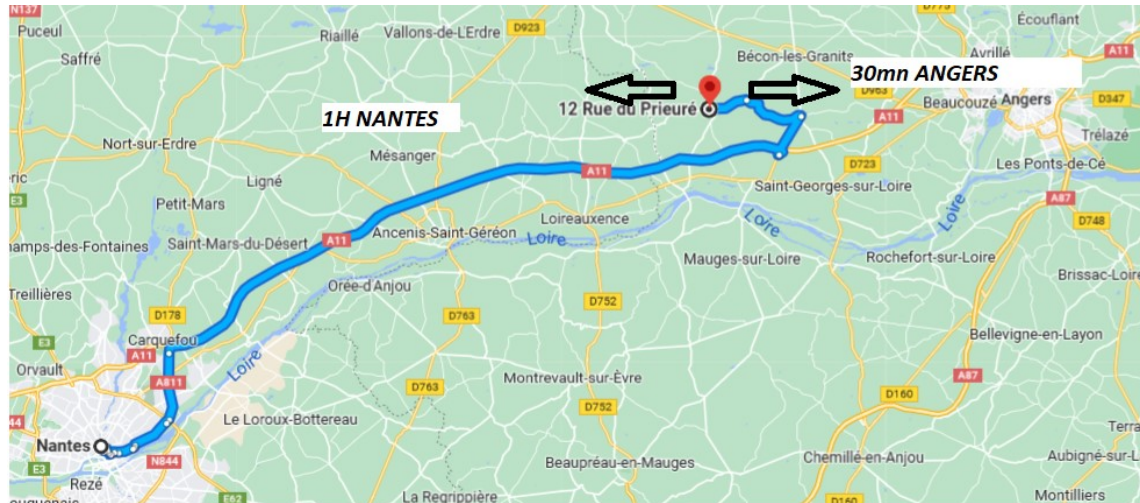 N137
Puceul
Saffré
Riaillé
Vallons-de-L'Erdre
D923
D775
Écouflant
Bécon-les-Granits
Avrillé
A11
30mn ANGERS
D963
Beaucouzé
Angers
D347
A11
Trélazé
12 Rue du Prieuré
1H NANTES
Nort-sur-Erdre
Mésanger
Ligné
A11
D723
Les Ponts-de-Cé
Saint-Georges-sur-Loire
A87
Petit-Mars
Loireauxence
Loire
D748
E3
Saint-Mars-du-Désert
A11
Ancenis-Saint-Géréon
Loire
Loire
Mauges-sur-Loire
Rochefort-sur-Loire
Brissac-Loire
Treillières
Orée-d'Anjou
D752
D178
D763
Bellevigne-en-Layon
E3
Carquefou
A11
Orvault
A811
Loire
D763
Montrevault-sur-Èvre
A87
D160
D752
Le Loroux-Bottereau
Nantes
N844
Beaupréau-en-Mauges
Chemillé-en-Anjou
Aubigné-sur-L
E3
Rezé
E62
La Regrippière
D160
Montilliers